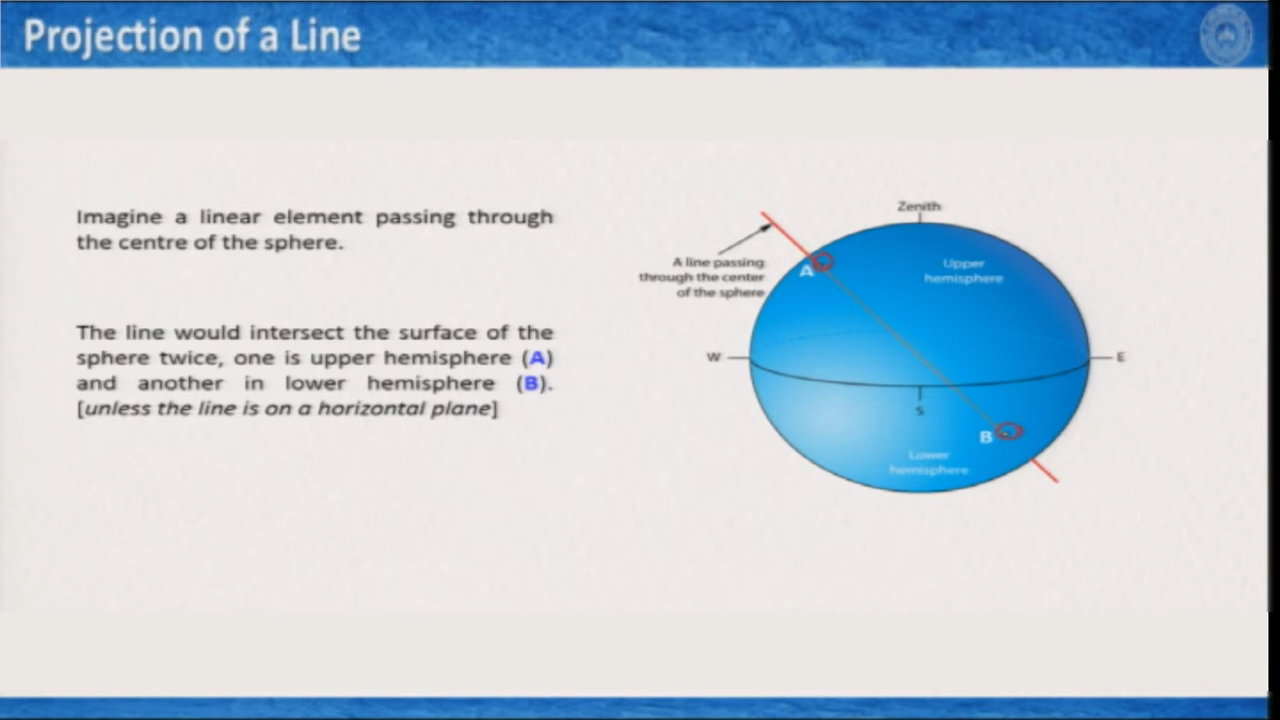 Projection of a Line
Imagine a linear element passing through
the centre of the sphere.
The line would intersect the surface of the
sphere twice, one is upper hemisphere (A)
and another in lower hemisphere (B).
[unless the line is on a horizontal plane]
Zenith
A line passing
through the center
of the sphere
A
Upper
hemisphere
W
E
S
B
Lower
hemisphere